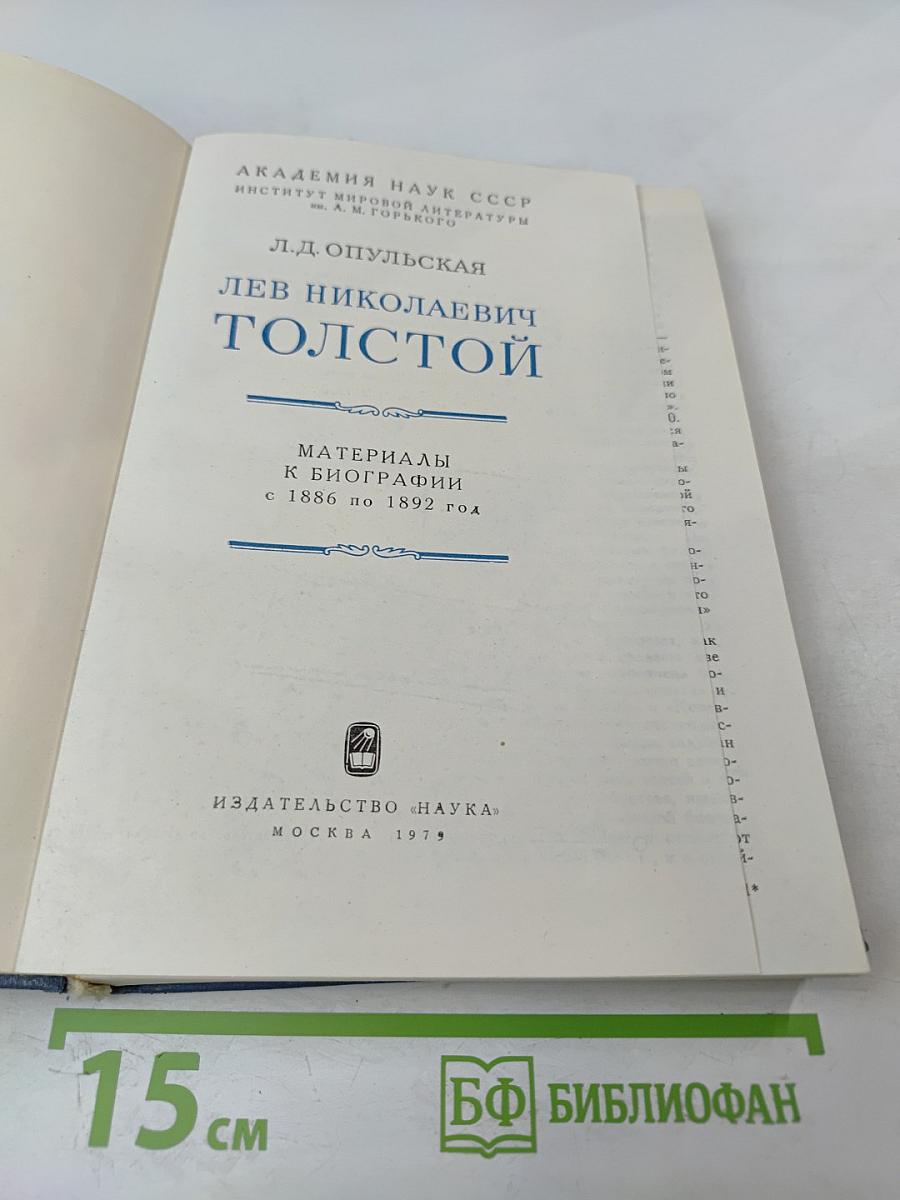 АКАДЕМИЯ НАУК СССР
ИНСТИТУТ МИРОВОЙ ЛИТЕРАТУРЫ
им. А. М. ГОРЬКОГО
Л.Д. ОПУЛЬСКАЯ
ЛЕВ НИКОЛАЕВИЧ
ТОЛСТОЙ
МАТЕРИАЛЫ
К БИОГРАФИИ
с 1886 по 1892 год
ИЗДАТЕЛЬСТВО «НАУКА»
МОСКВА 1979
15 см
БФ БИБЛИОФАН